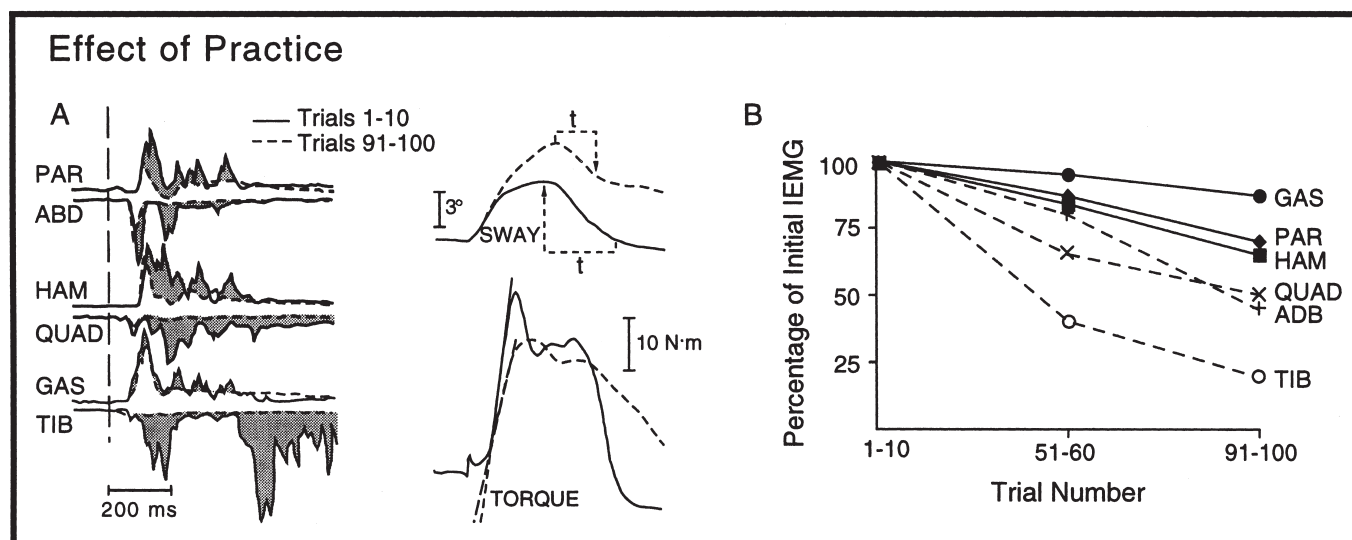 Effect of Practice
A
Trials 1-10
Trials 91-100
PAR
ABD
HAM
QUAD
GAS
TIB
200 ms
t
3°
SWAY
t
10 N·m
TORQUE
B
Percentage of Initial IEMG
100
75
50
25
GAS
PAR
HAM
QUAD
ADB
TIB
1-10
51-60
91-100
Trial Number